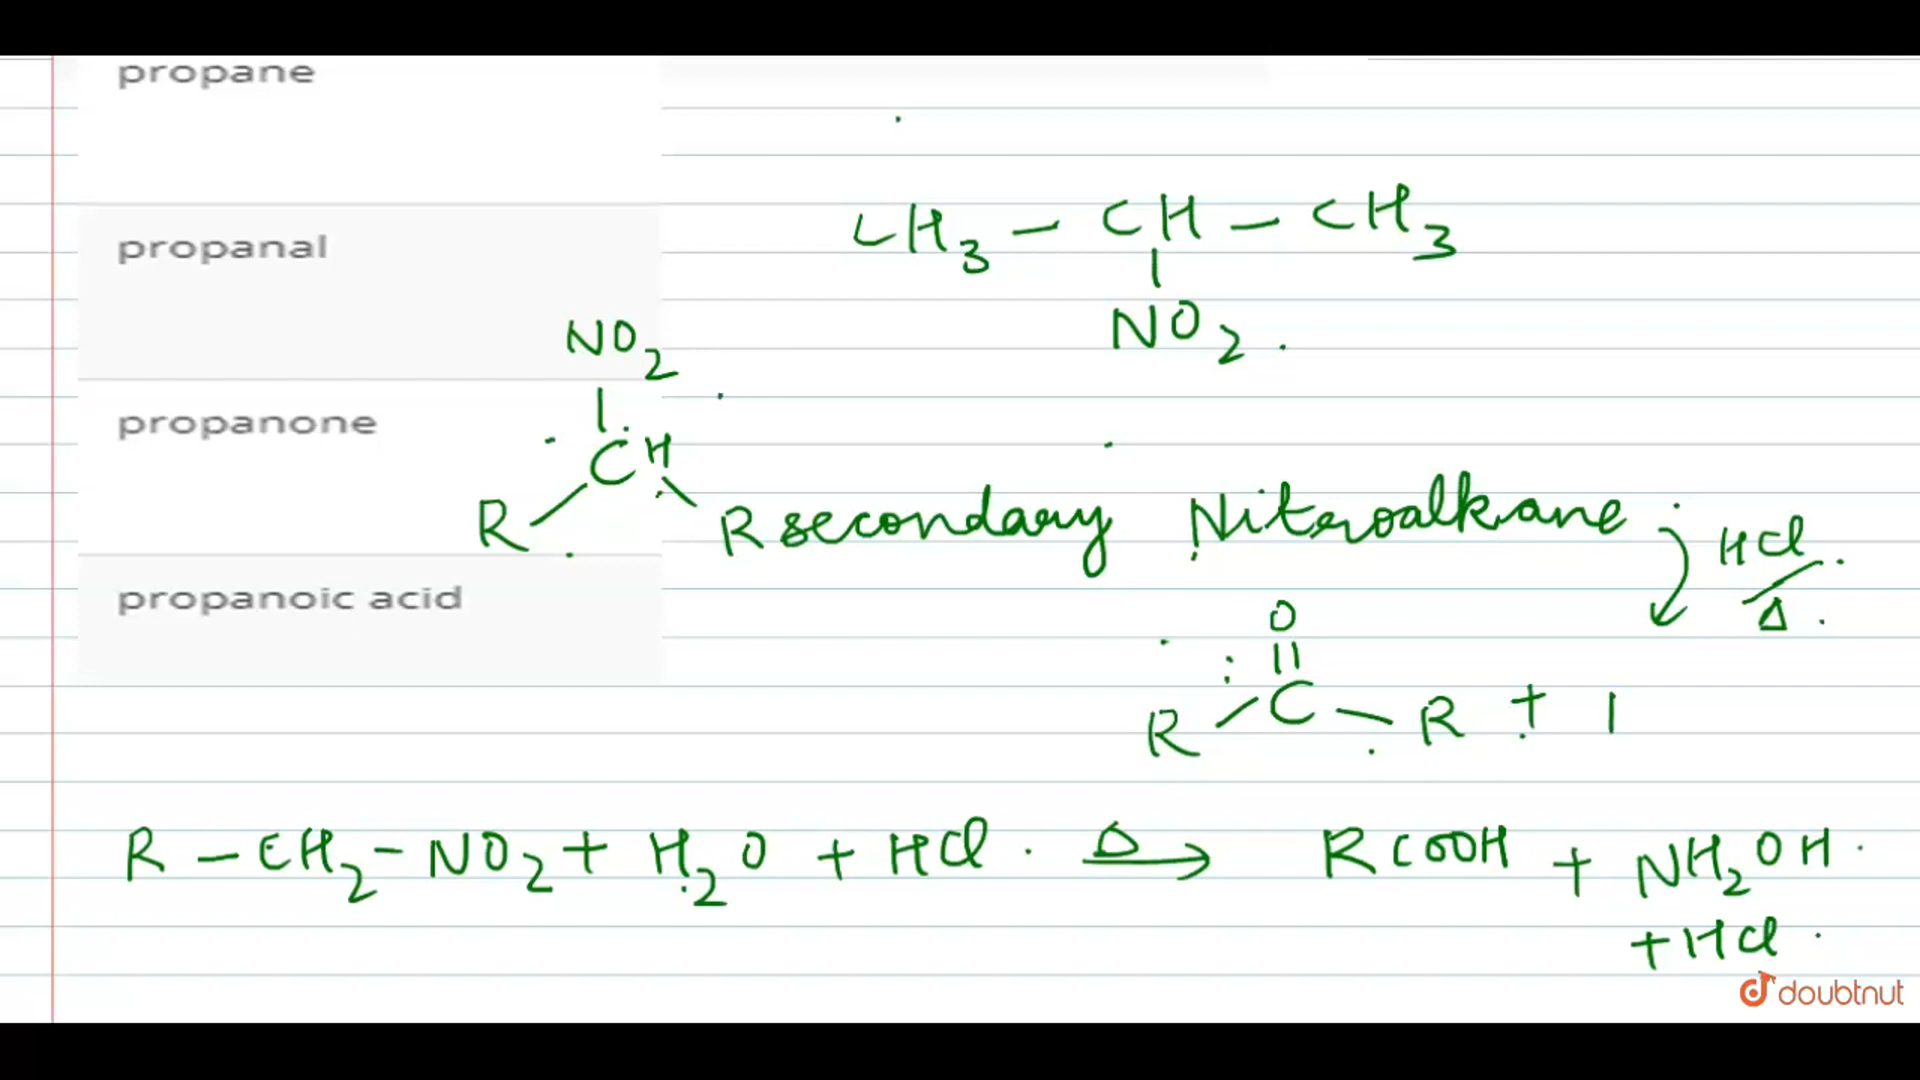 propane
CH3 - CH - CH3
NO2
propanal
NO2
propanone
CH
R R secondary Nitroalkane HCl
Δ
propanoic acid
O
R C R + 1
R - CH2 - NO2 + H2O + HCl Δ → RCOOH + NH2OH
+ HCl
doubtnut